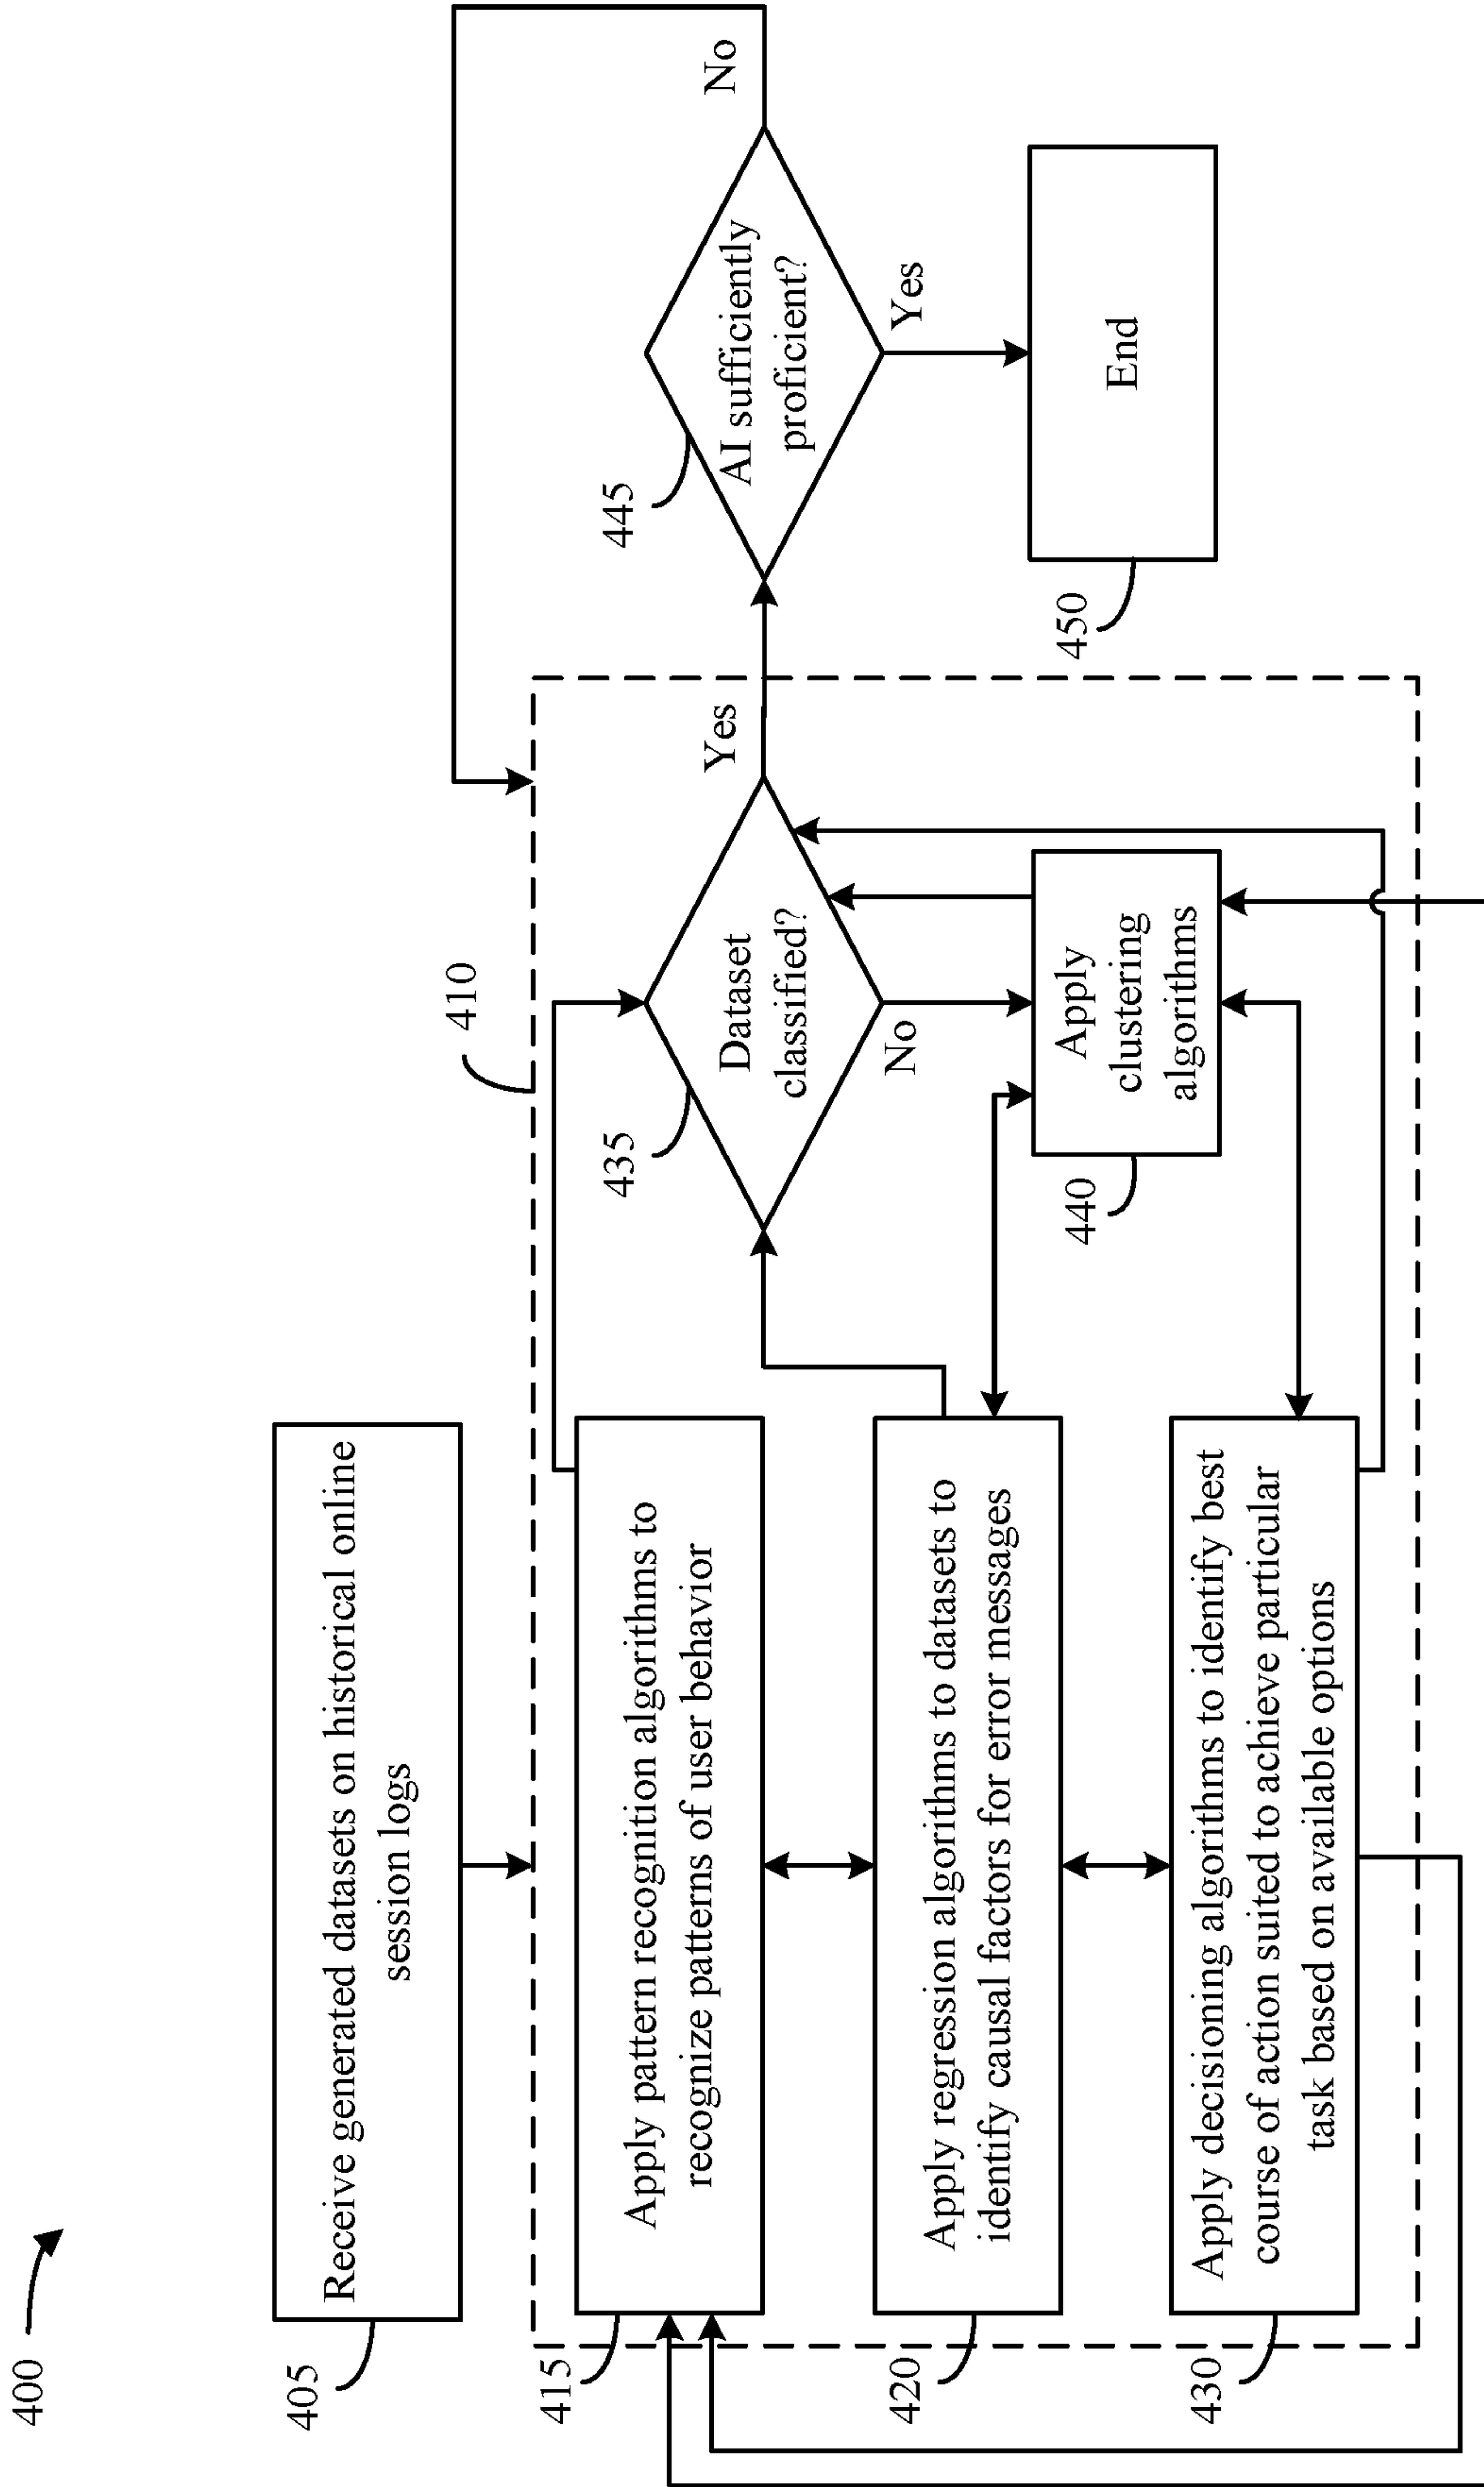 400
405
Receive generated datasets on historical online
session logs
410
415
Apply pattern recognition algorithms to
recognize patterns of user behavior
420
Apply regression algorithms to datasets to
identify causal factors for error messages
430
Apply decisioning algorithms to identify best
course of action suited to achieve particular
task based on available options
435
Dataset
classified?
Yes
No
440
Apply
clustering
algorithms
445
AI sufficiently
proficient?
No
Yes
450
End